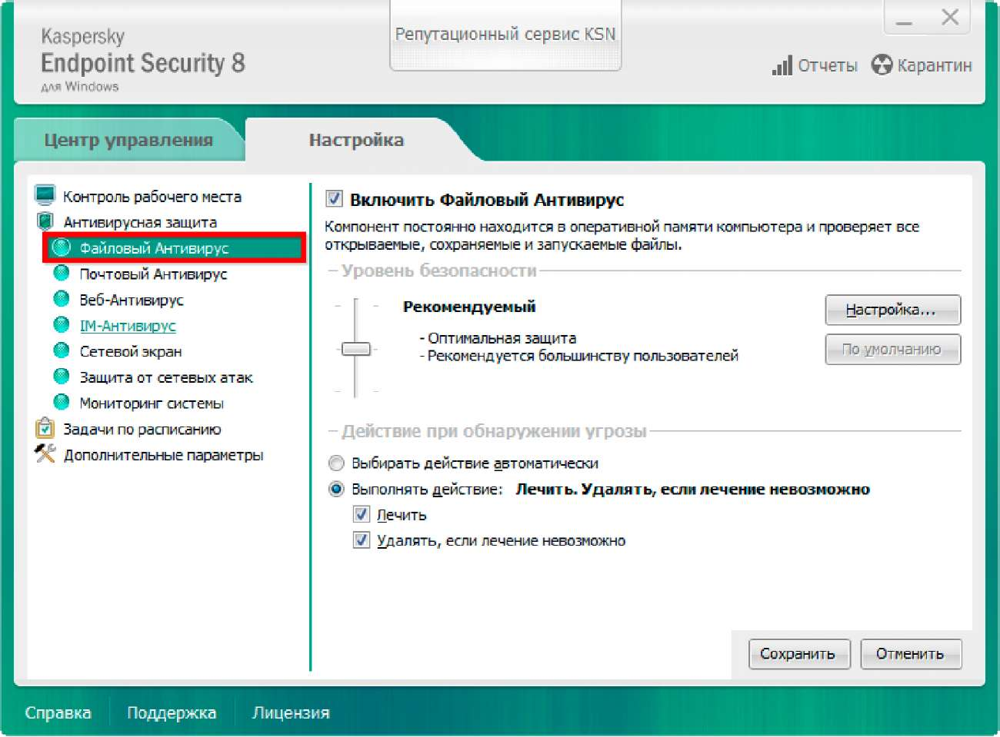 Kaspersky
Endpoint Security 8
для Windows
Репутационный сервис KSN
Отчеты
Карантин
Центр управления
Настройка
Контроль рабочего места
Антивирусная защита
Файловый Антивирус
Почтовый Антивирус
Веб-Антивирус
IM-Антивирус
Сетевой экран
Защита от сетевых атак
Мониторинг системы
Задачи по расписанию
Дополнительные параметры
Включить Файловый Антивирус
Компонент постоянно находится в оперативной памяти компьютера и проверяет все
открываемые, сохраняемые и запускаемые файлы.
Уровень безопасности
Рекомендуемый
- Оптимальная защита
- Рекомендуется большинству пользователей
Настройка...
По умолчанию
Действие при обнаружении угрозы
Выбирать действие автоматически
Выполнять действие: Лечить. Удалять, если лечение невозможно
Лечить
Удалять, если лечение невозможно
Сохранить
Отменить
Справка
Поддержка
Лицензия